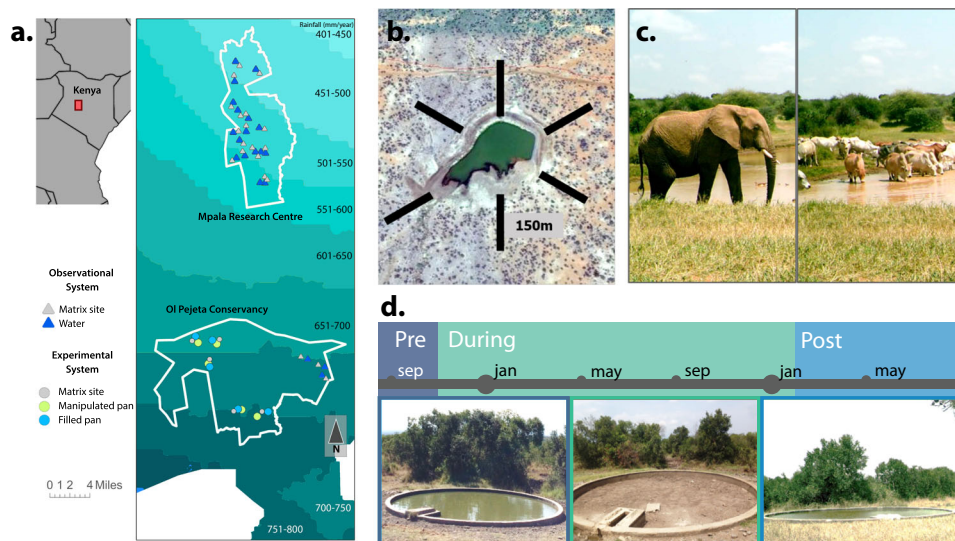 a.
Kenya
Rainfall (mm/year)
401-450
451-500
501-550
551-600
Mpala Research Centre
601-650
Ol Pejeta Conservancy
651-700
700-750
751-800
N
Observational
System
Matrix site
Water
Experimental
System
Matrix site
Manipulated pan
Filled pan
0 1 2 4 Miles
b.
150m
c.
d.
Pre During Post
sep jan may sep jan may